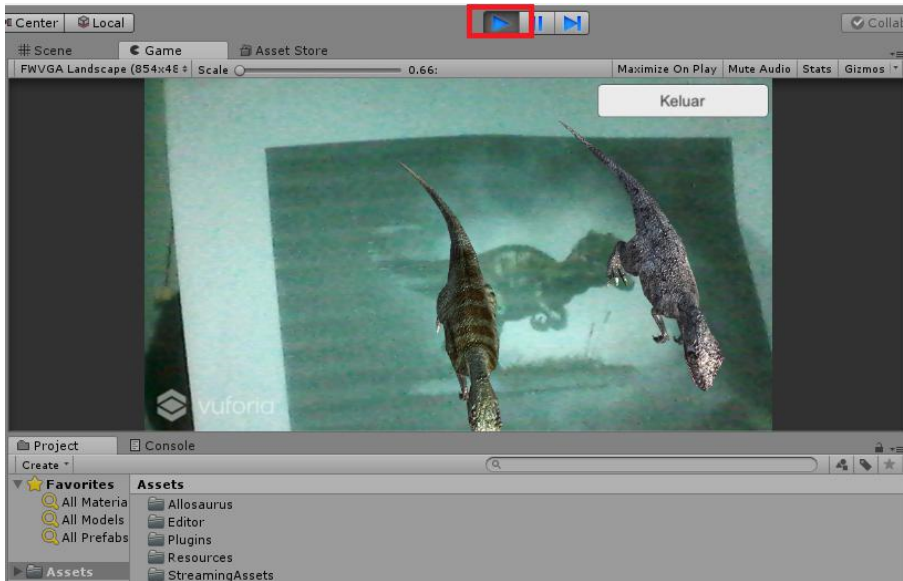 Center Local Collab
Scene Game Asset Store
FWVGA Landscape (854x48 Scale 0.66: Maximize On Play Mute Audio Stats Gizmos
Keluar
vuforia
Project Console
Create
Favorites Assets
All Materia Allosaurus
All Models Editor
All Prefabs Plugins
Resources
Assets StreamingAssets